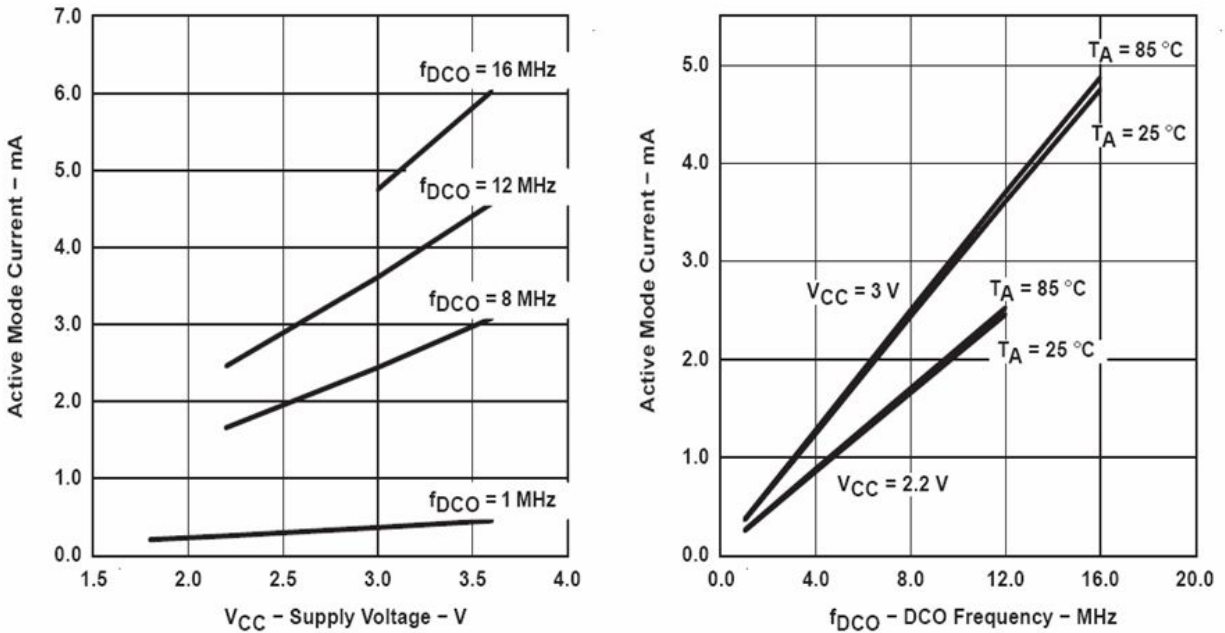 7.0
6.0
5.0
4.0
3.0
2.0
1.0
0.0
1.5
2.0
2.5
3.0
3.5
4.0
Active Mode Current – mA
VCC – Supply Voltage – V
fDCO = 16 MHz
fDCO = 12 MHz
fDCO = 8 MHz
fDCO = 1 MHz
5.0
4.0
3.0
2.0
1.0
0.0
0.0
4.0
8.0
12.0
16.0
20.0
Active Mode Current – mA
fDCO – DCO Frequency – MHz
TA = 85 °C
TA = 25 °C
VCC = 3 V
TA = 85 °C
TA = 25 °C
VCC = 2.2 V